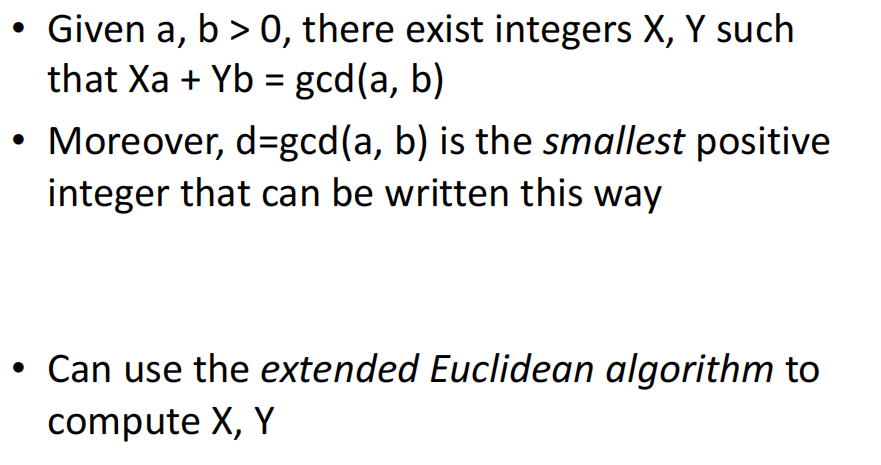 • Given a, b > 0, there exist integers X, Y such
that Xa + Yb = gcd(a, b)
• Moreover, d=gcd(a, b) is the smallest positive
integer that can be written this way
• Can use the extended Euclidean algorithm to
compute X, Y